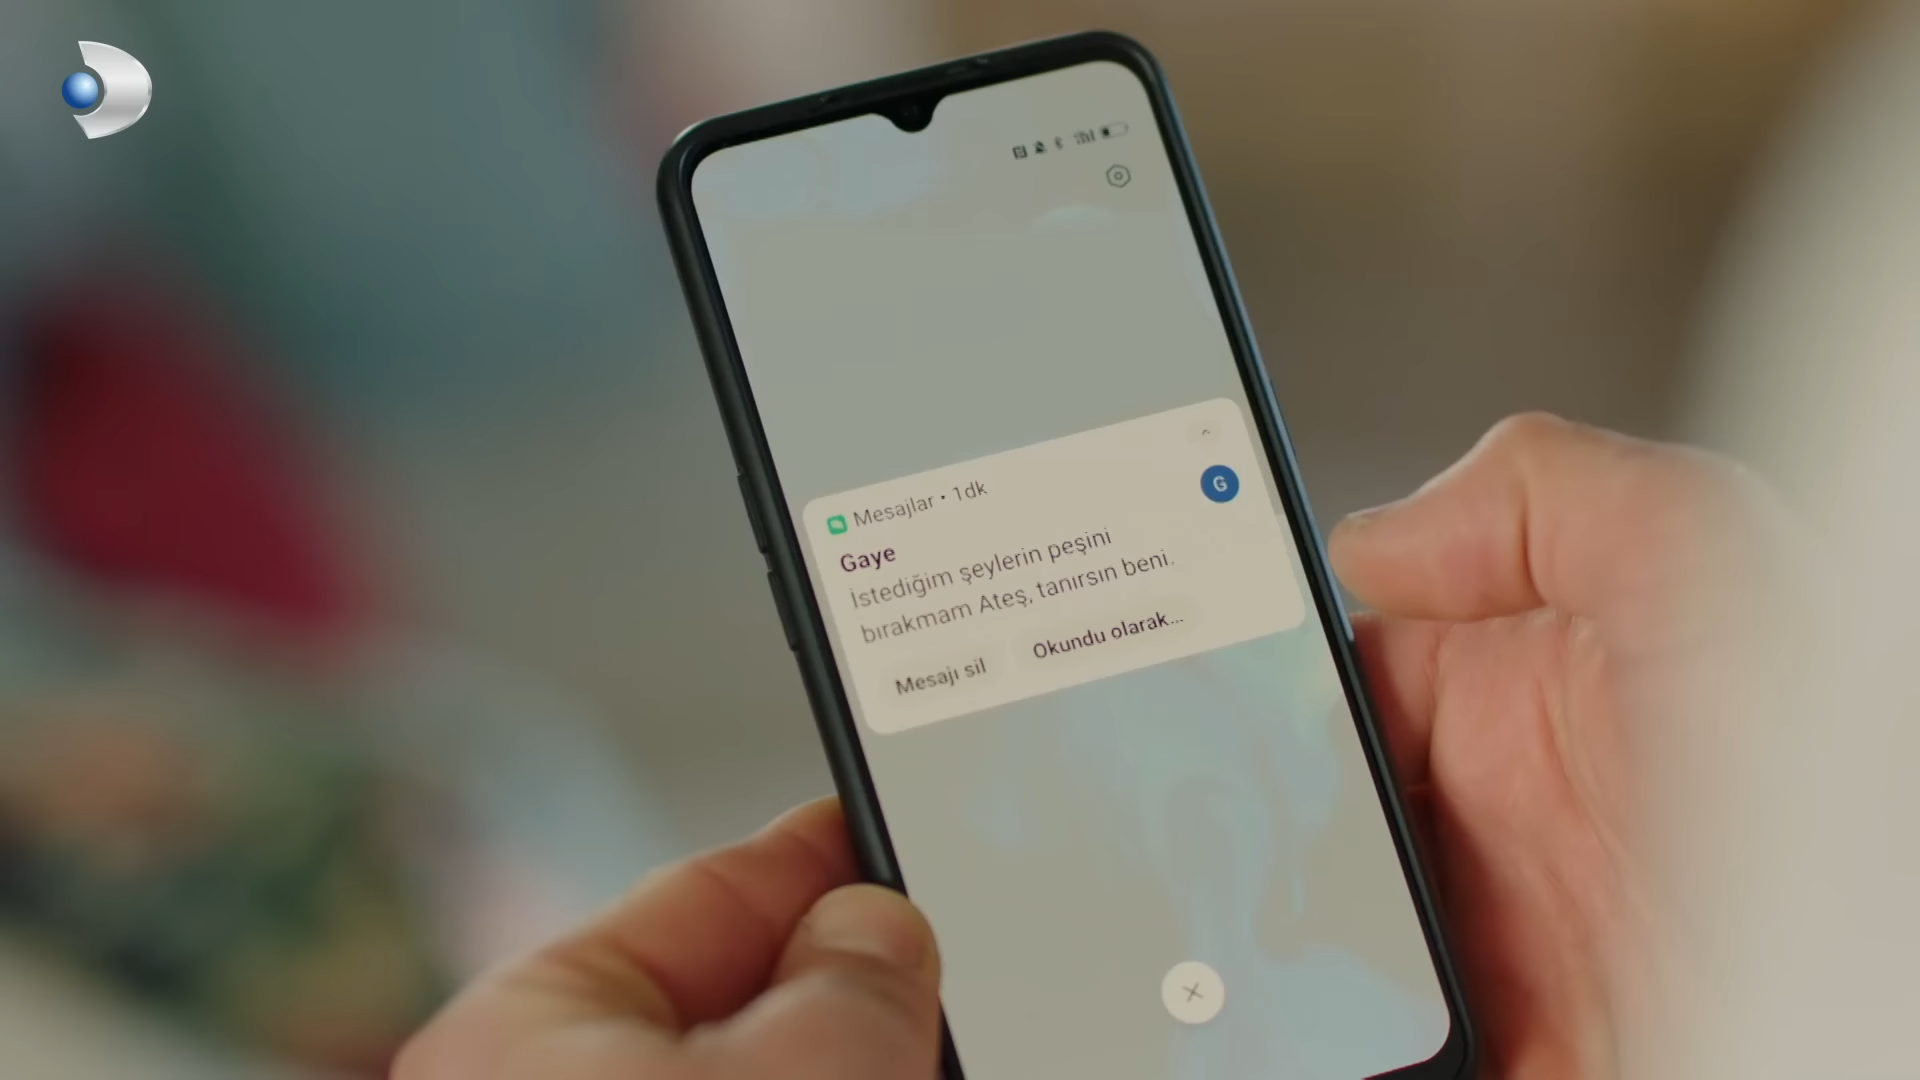 Mesajlar • 1dk
G
Gaye
İstediğim şeylerin peşini
bırakmam Ateş, tanırsın beni.
Mesajı sil
Okundu olarak...